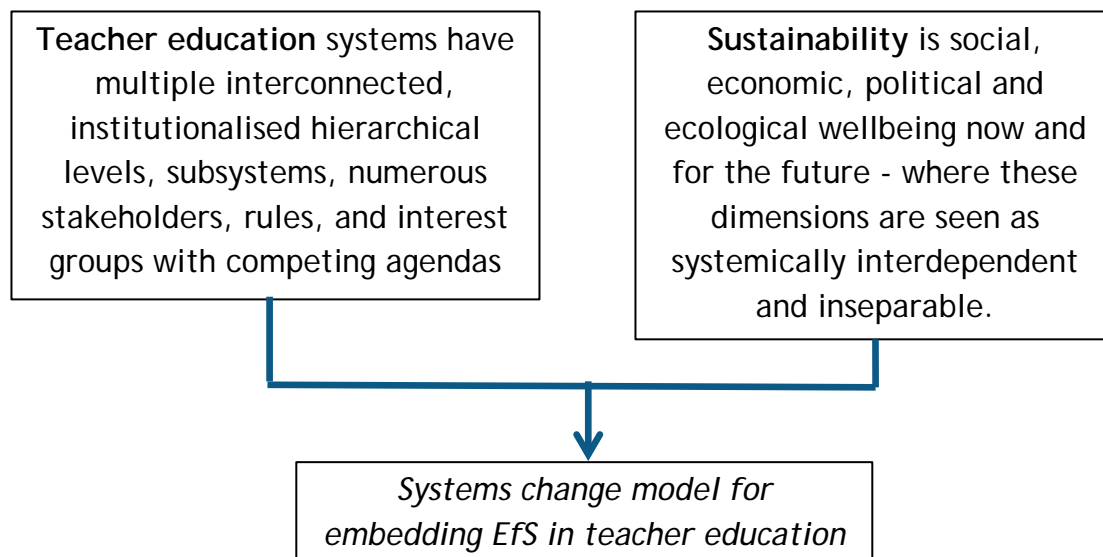 Teacher education systems have
multiple interconnected,
institutionalised hierarchical
levels, subsystems, numerous
stakeholders, rules, and interest
groups with competing agendas
Sustainability is social,
economic, political and
ecological wellbeing now and
for the future - where these
dimensions are seen as
systemically interdependent
and inseparable.
Systems change model for
embedding EfS in teacher education